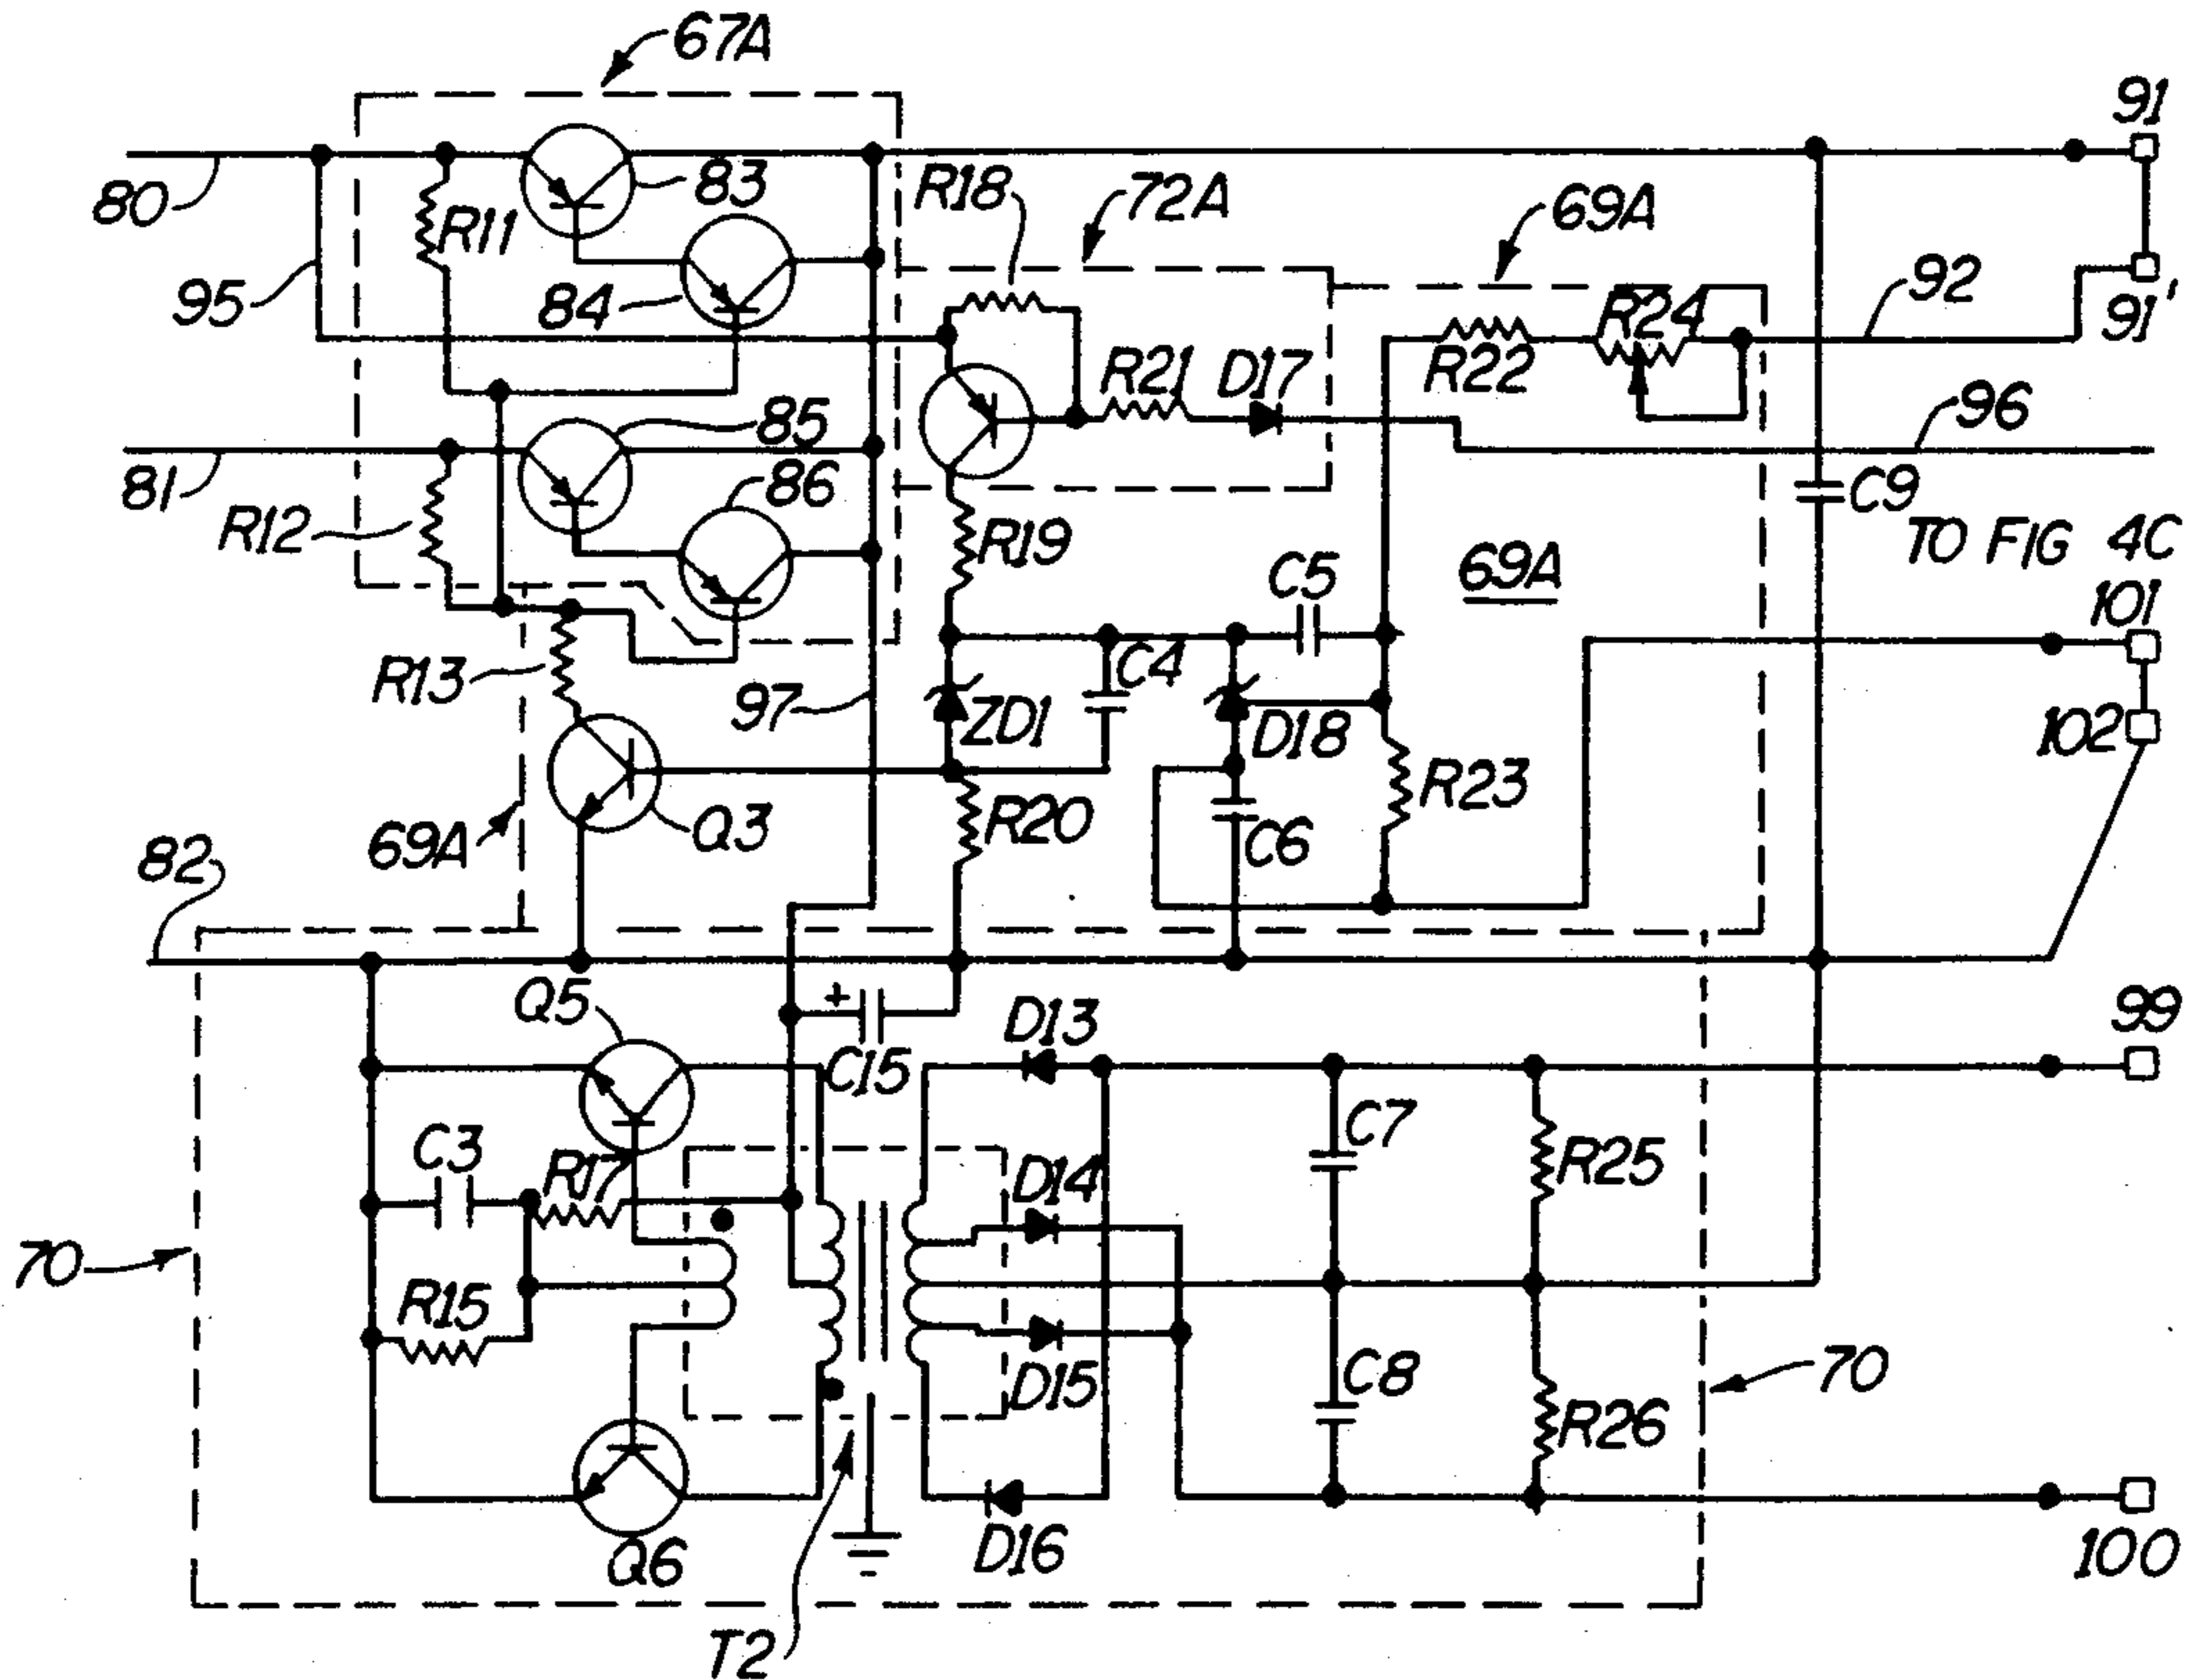 67A
91
80
R11
83
R18
72A
69A
95
84
92
91'
R24
R22
R21
D17
85
96
81
86
R12
C9
R19
TO FIG 4C
C5
69A
101
R13
C4
97
ZD1
D18
102
R23
Q3
R20
69A
C6
82
Q5
D13
99
C15
C3
R17
D14
C7
R25
70
R15
D15
C8
70
R26
D16
Q6
100
T2